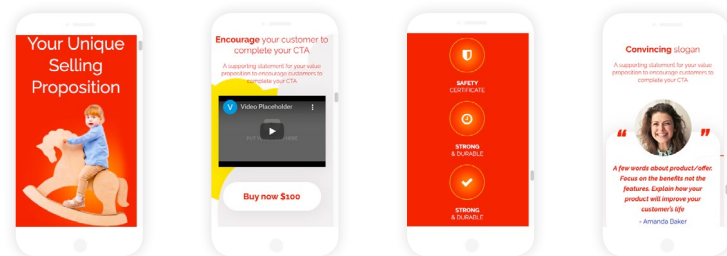 Your Unique
Selling
Proposition
Encourage your customer to
complete your CTA
A supporting statement for your value
proposition to encourage customers to
complete your CTA
V Video Placeholder
Buy now $100
SAFETY
CERTIFICATE
STRONG
& DURABLE
STRONG
& DURABLE
Convincing slogan
A supporting statement for your value
proposition to encourage customers to
complete your CTA
“ ”
A few words about product/offer.
Focus on the benefits not the
features. Explain how your
product will improve your
customer's life
- Amanda Baker